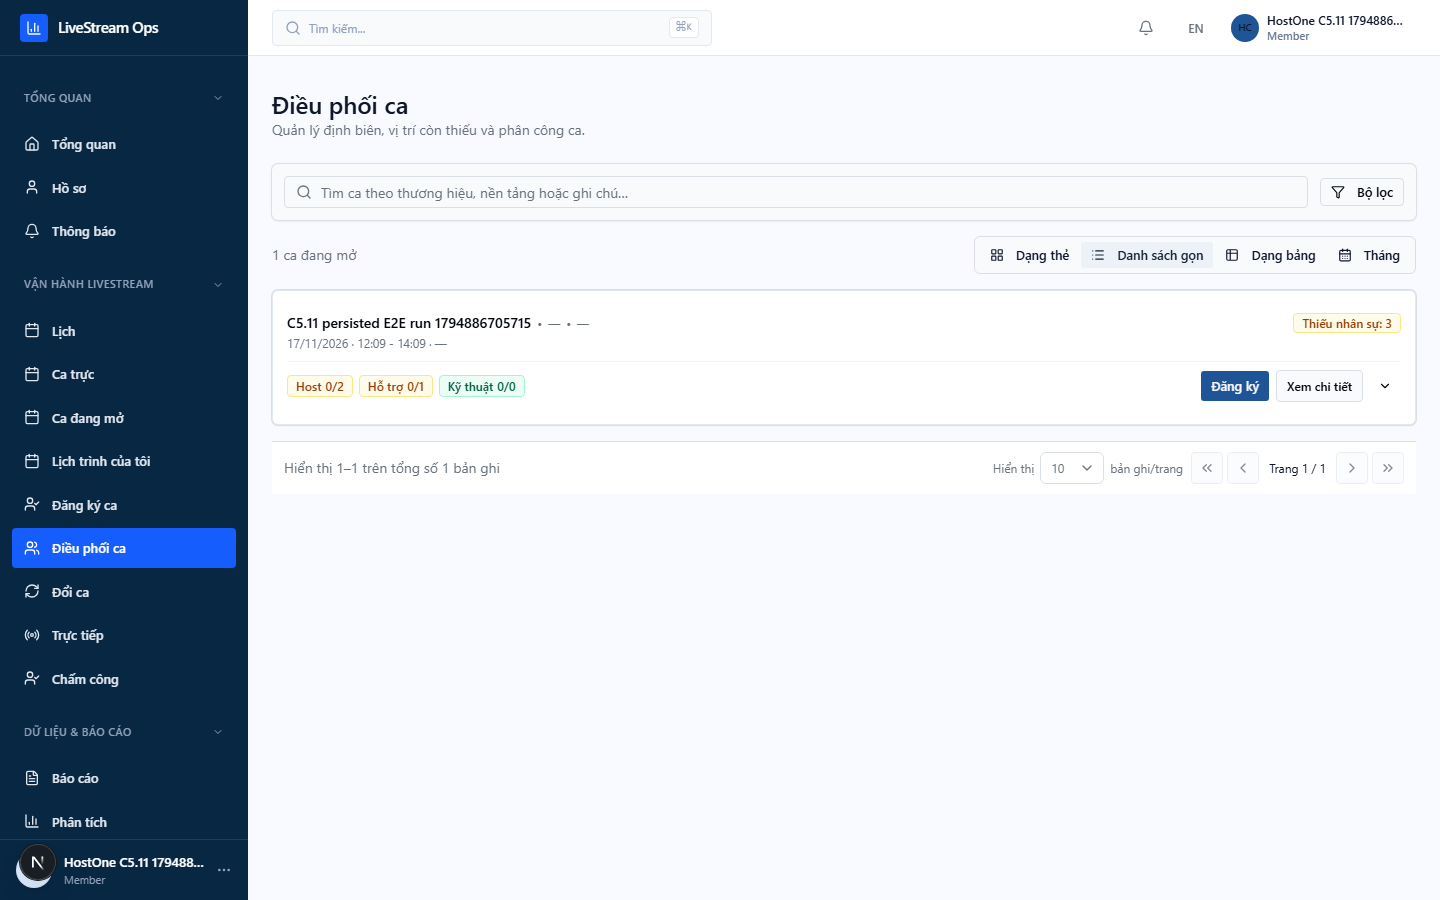 LiveStream Ops
Tìm kiếm...
⌘K
EN
HC
HostOne C5.11 1794886...
Member
TỔNG QUAN
Tổng quan
Hồ sơ
Thông báo
VẬN HÀNH LIVESTREAM
Lịch
Ca trực
Ca đang mở
Lịch trình của tôi
Đăng ký ca
Điều phối ca
Đổi ca
Trực tiếp
Chấm công
DỮ LIỆU & BÁO CÁO
Báo cáo
Phân tích
N
HostOne C5.11 179488...
Member
Điều phối ca
Quản lý định biên, vị trí còn thiếu và phân công ca.
Tìm ca theo thương hiệu, nền tảng hoặc ghi chú...
Bộ lọc
1 ca đang mở
Dạng thẻ
Danh sách gọn
Dạng bảng
Tháng
C5.11 persisted E2E run 1794886705715 • — • —
Thiếu nhân sự: 3
17/11/2026 · 12:09 - 14:09 · —
Host 0/2
Hỗ trợ 0/1
Kỹ thuật 0/0
Đăng ký
Xem chi tiết
Hiển thị 1–1 trên tổng số 1 bản ghi
Hiển thị 10 bản ghi/trang
Trang 1 / 1